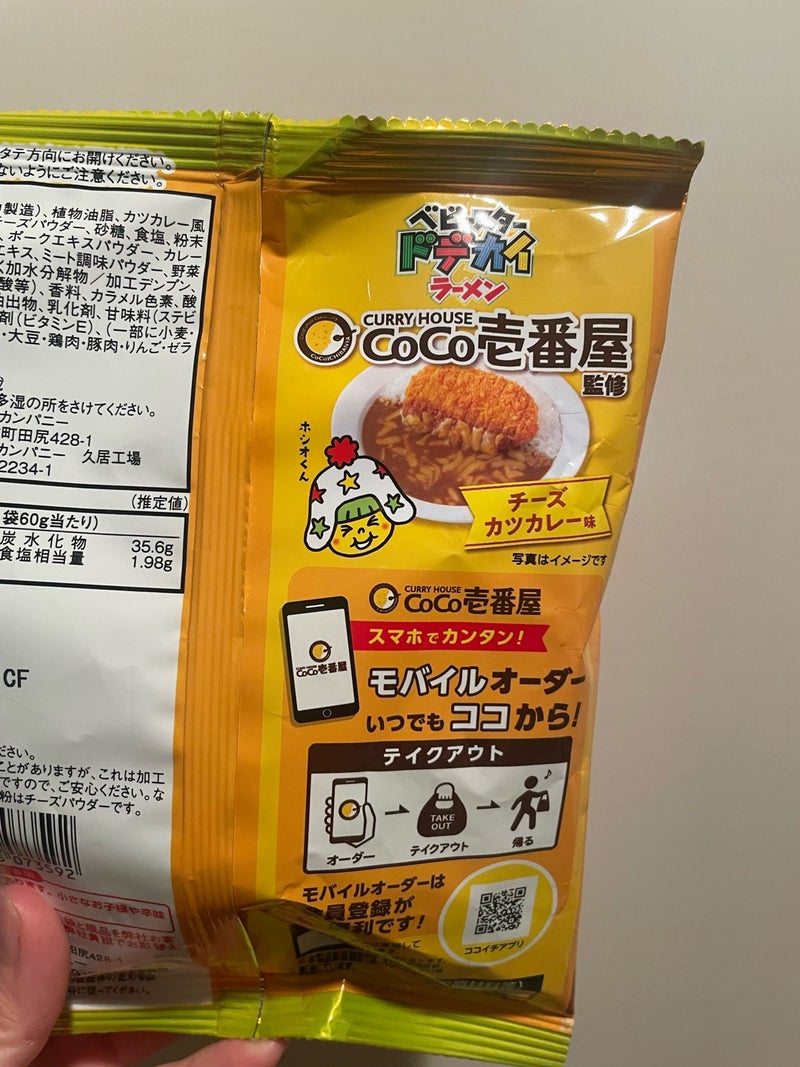 タテ方向にお開けください。
ないようにご注意ください。
製造)、植物油脂、カツカレー風
ーズパウダー、砂糖、食塩、粉末
、ポークエキスパウダー、カレー
エキス、ミート調味パウダー、野菜
加水分解物/加工デンプン、
酸等)、香料、カラメル色素、酸
出物、乳化剤、甘味料(ステビ
剤(ビタミンE)、(一部に小麦・
・大豆・鶏肉・豚肉・りんご・ゼラ
多湿の所をさけてください。
カンパニー
町田尻428-1
カンパニー 久居工場
2234-1
(推定値)
袋60g当たり)
炭水化物 35.6g
食塩相当量 1.98g
CF
ださい。
ことがありますが、これは加工
ですので、ご安心ください。な
粉はチーズパウダーです。
073592
小さなお子様や辛味
ベビースター
ドデカイ
ラーメン
CURRY HOUSE
CoCo壱番屋
監修
ホシオくん
チーズ
カツカレー味
写真はイメージです
CURRY HOUSE
CoCo壱番屋
スマホでカンタン!
CoCo壱番屋
モバイルオーダー
いつでもココから!
テイクアウト
TAKE
OUT
オーダー
テイクアウト
帰る
モバイルオーダーは
員登録が
利です!
ココイチアプリ